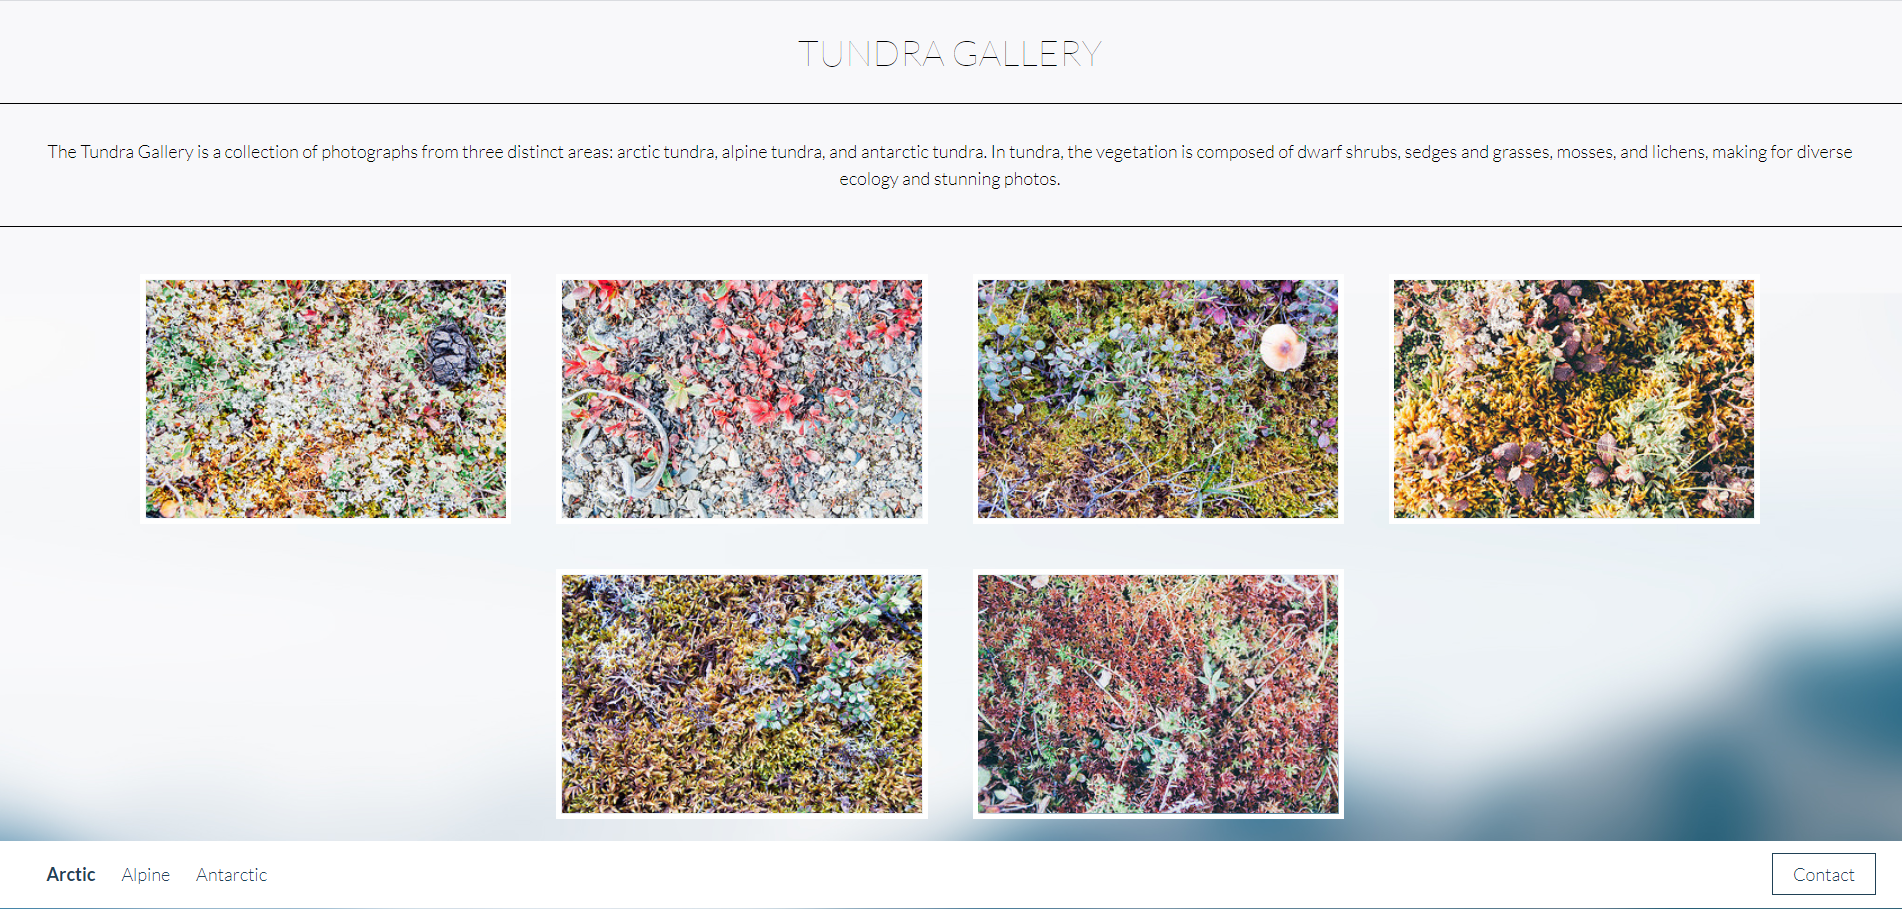 TUNDRA GALLERY
The Tundra Gallery is a collection of photographs from three distinct areas: arctic tundra, alpine tundra, and antarctic tundra. In tundra, the vegetation is composed of dwarf shrubs, sedges and grasses, mosses, and lichens, making for diverse
ecology and stunning photos.
Arctic Alpine Antarctic Contact